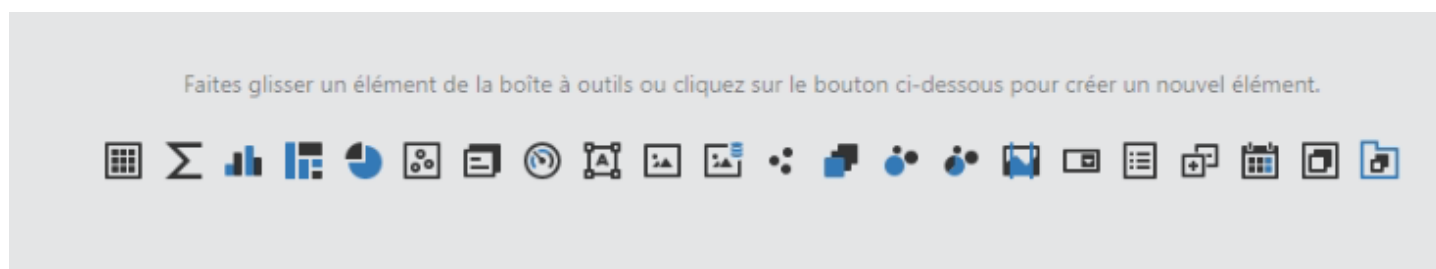 Faites glisser un élément de la boîte à outils ou cliquez sur le bouton ci-dessous pour créer un nouvel élément.